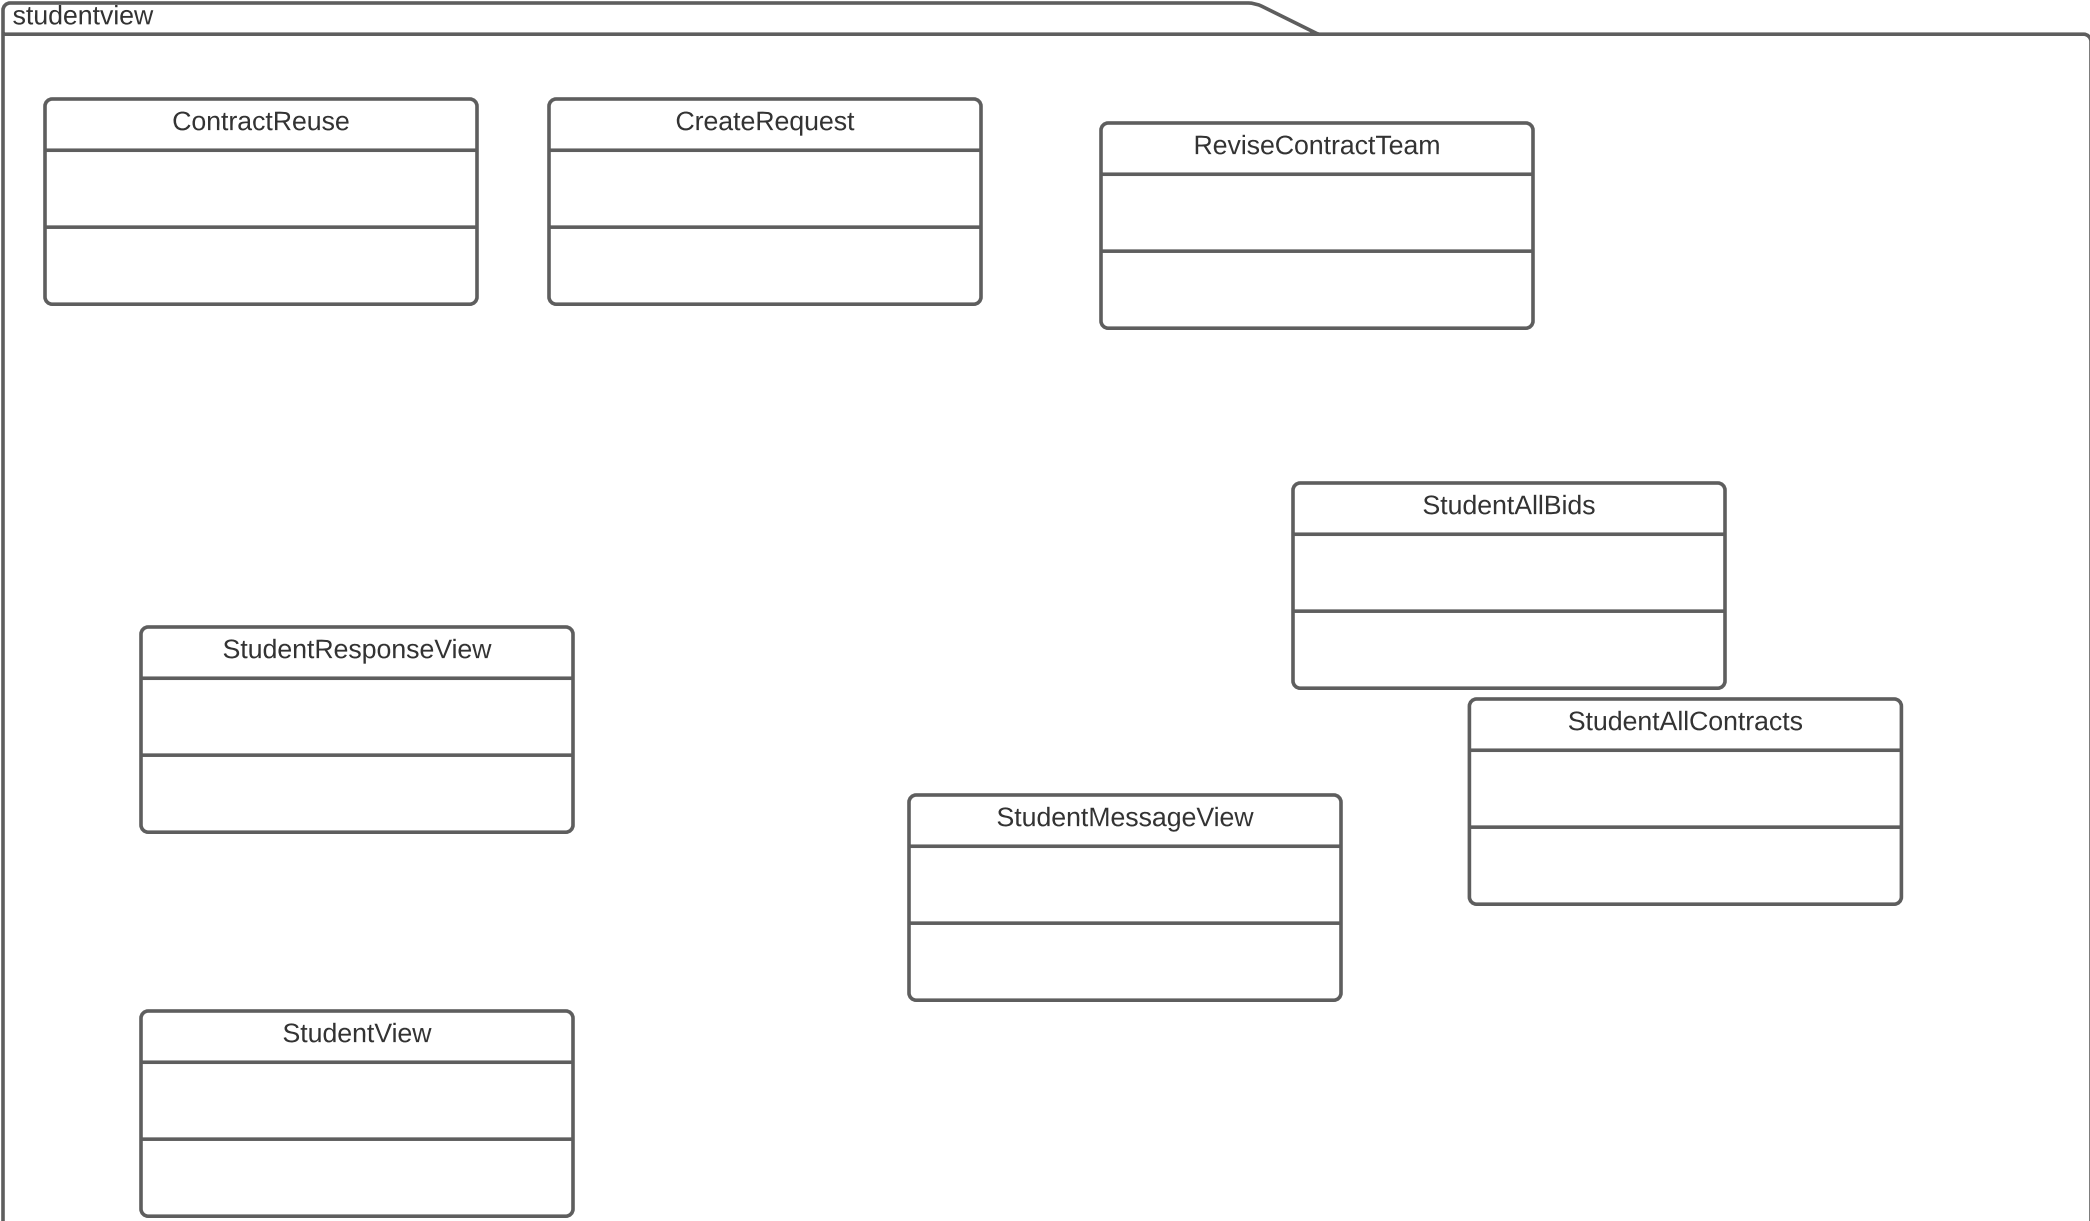 studentview
ContractReuse
CreateRequest
ReviseContractTeam
StudentAllBids
StudentResponseView
StudentAllContracts
StudentMessageView
StudentView